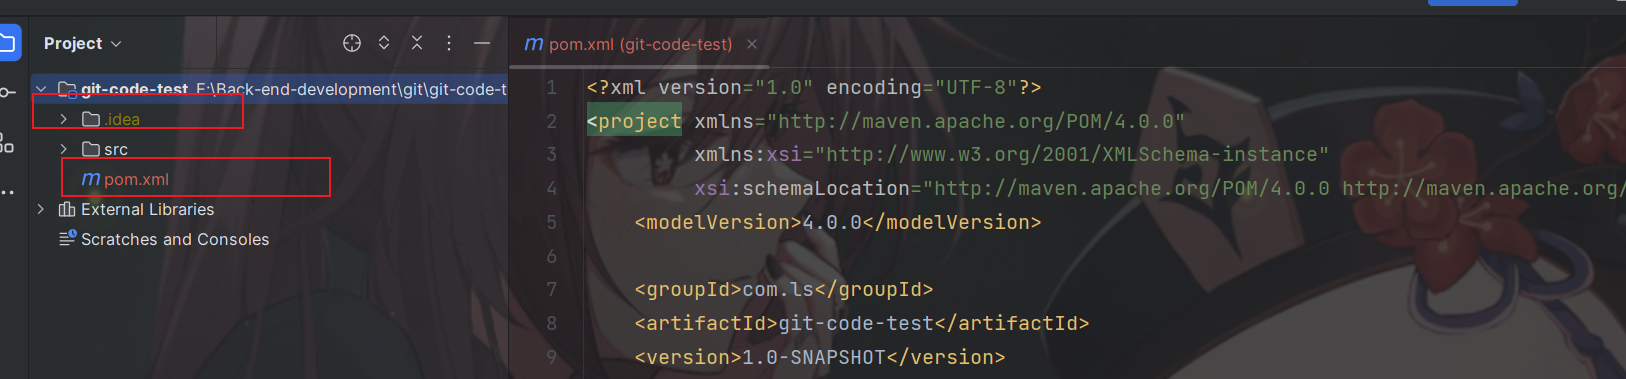 Project
git-code-test E:\Back-end-development\git\git-code-t
.idea
src
pom.xml
External Libraries
Scratches and Consoles
pom.xml (git-code-test)
1 <?xml version="1.0" encoding="UTF-8"?>
2 <project xmlns="http://maven.apache.org/POM/4.0.0"
3 xmlns:xsi="http://www.w3.org/2001/XMLSchema-instance"
4 xsi:schemaLocation="http://maven.apache.org/POM/4.0.0 http://maven.apache.org/
5 <modelVersion>4.0.0</modelVersion>
6
7 <groupId>com.ls</groupId>
8 <artifactId>git-code-test</artifactId>
9 <version>1.0-SNAPSHOT</version>